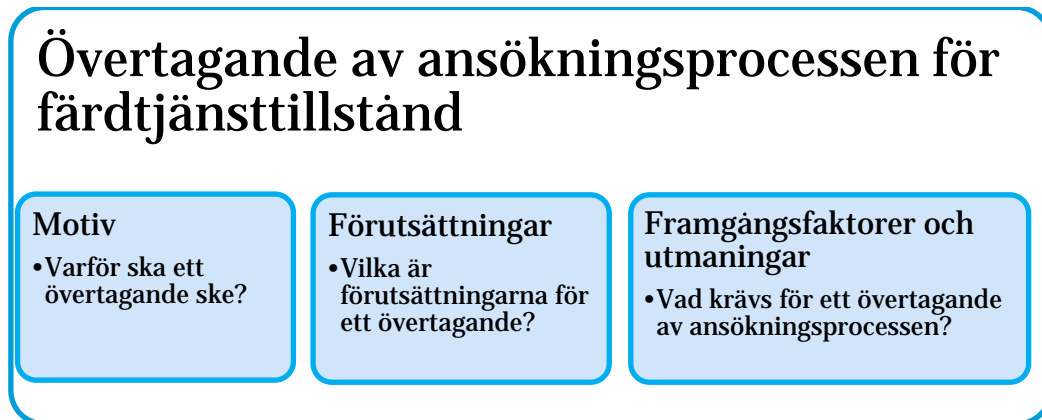 Övertagande av ansökningsprocessen för
färdtjänsttillstånd
Motiv
•Varför ska ett
övertagande ske?
Förutsättningar
•Vilka är
förutsättningarna för
ett övertagande?
Framgångsfaktorer och
utmaningar
•Vad krävs för ett övertagande
av ansökningsprocessen?